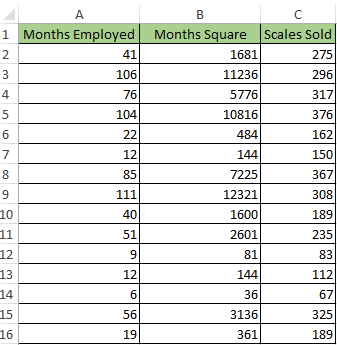 A B C
1 Months Employed Months Square Scales Sold
2 41 1681 275
3 106 11236 296
4 76 5776 317
5 104 10816 376
6 22 484 162
7 12 144 150
8 85 7225 367
9 111 12321 308
10 40 1600 189
11 51 2601 235
12 9 81 83
13 12 144 112
14 6 36 67
15 56 3136 325
16 19 361 189